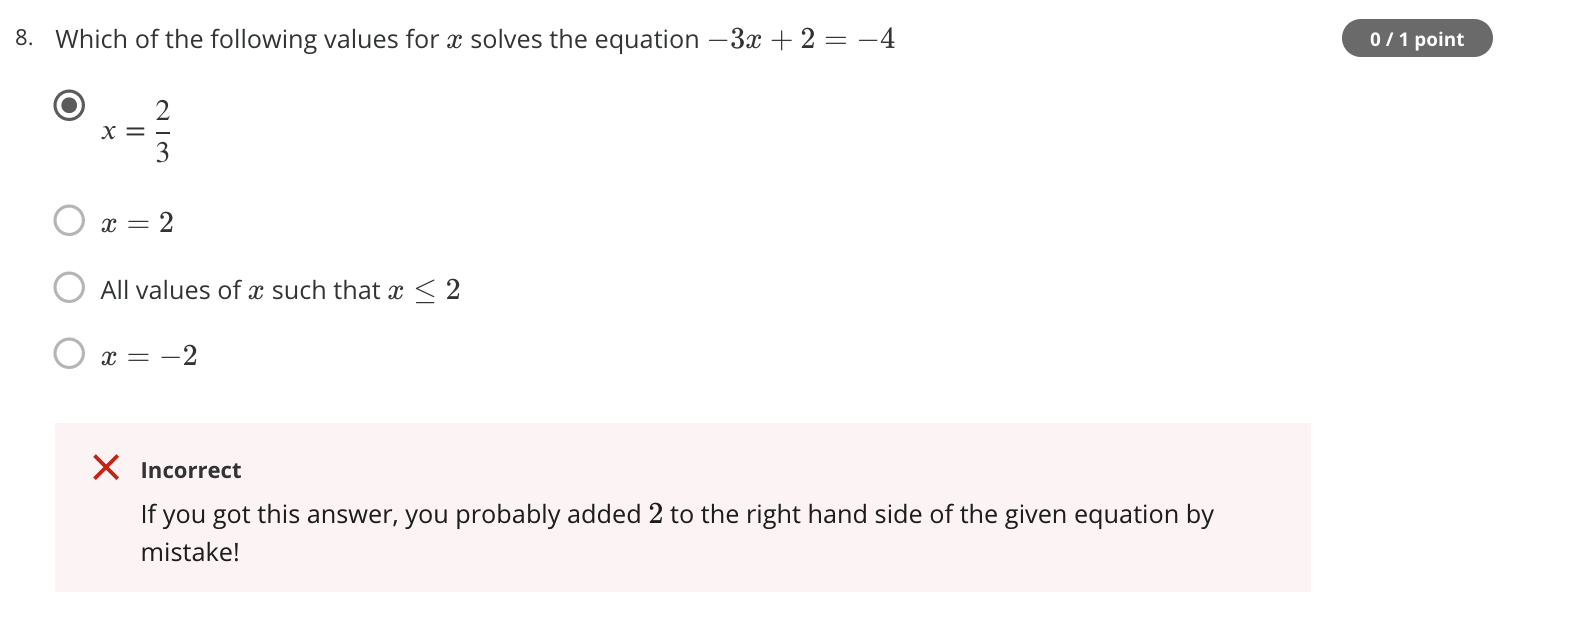 8. Which of the following values for x solves the equation −3x + 2 = −4
0 / 1 point
x = 2/3
x = 2
All values of x such that x ≤ 2
x = −2
Incorrect
If you got this answer, you probably added 2 to the right hand side of the given equation by
mistake!